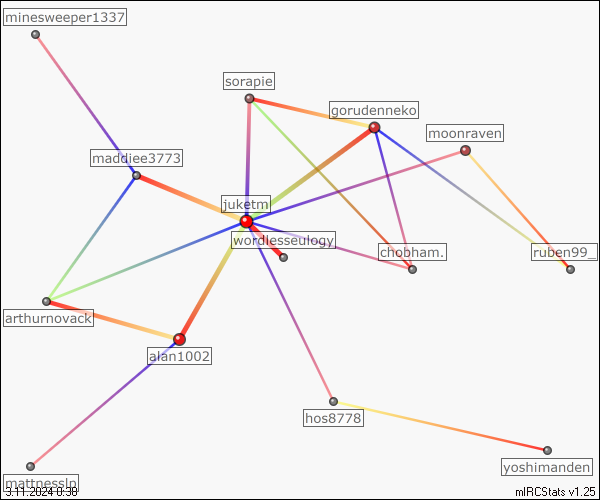 minesweeper1337
sorapie
gorudenneko
moonraven
maddiee3773
juketm
wordlesseulogy
chobham.
ruben99_
arthurnovack
alan1002
hos8778
yoshimanden
mattnesslp
3.11.2024 0:30
mIRCStats v1.25